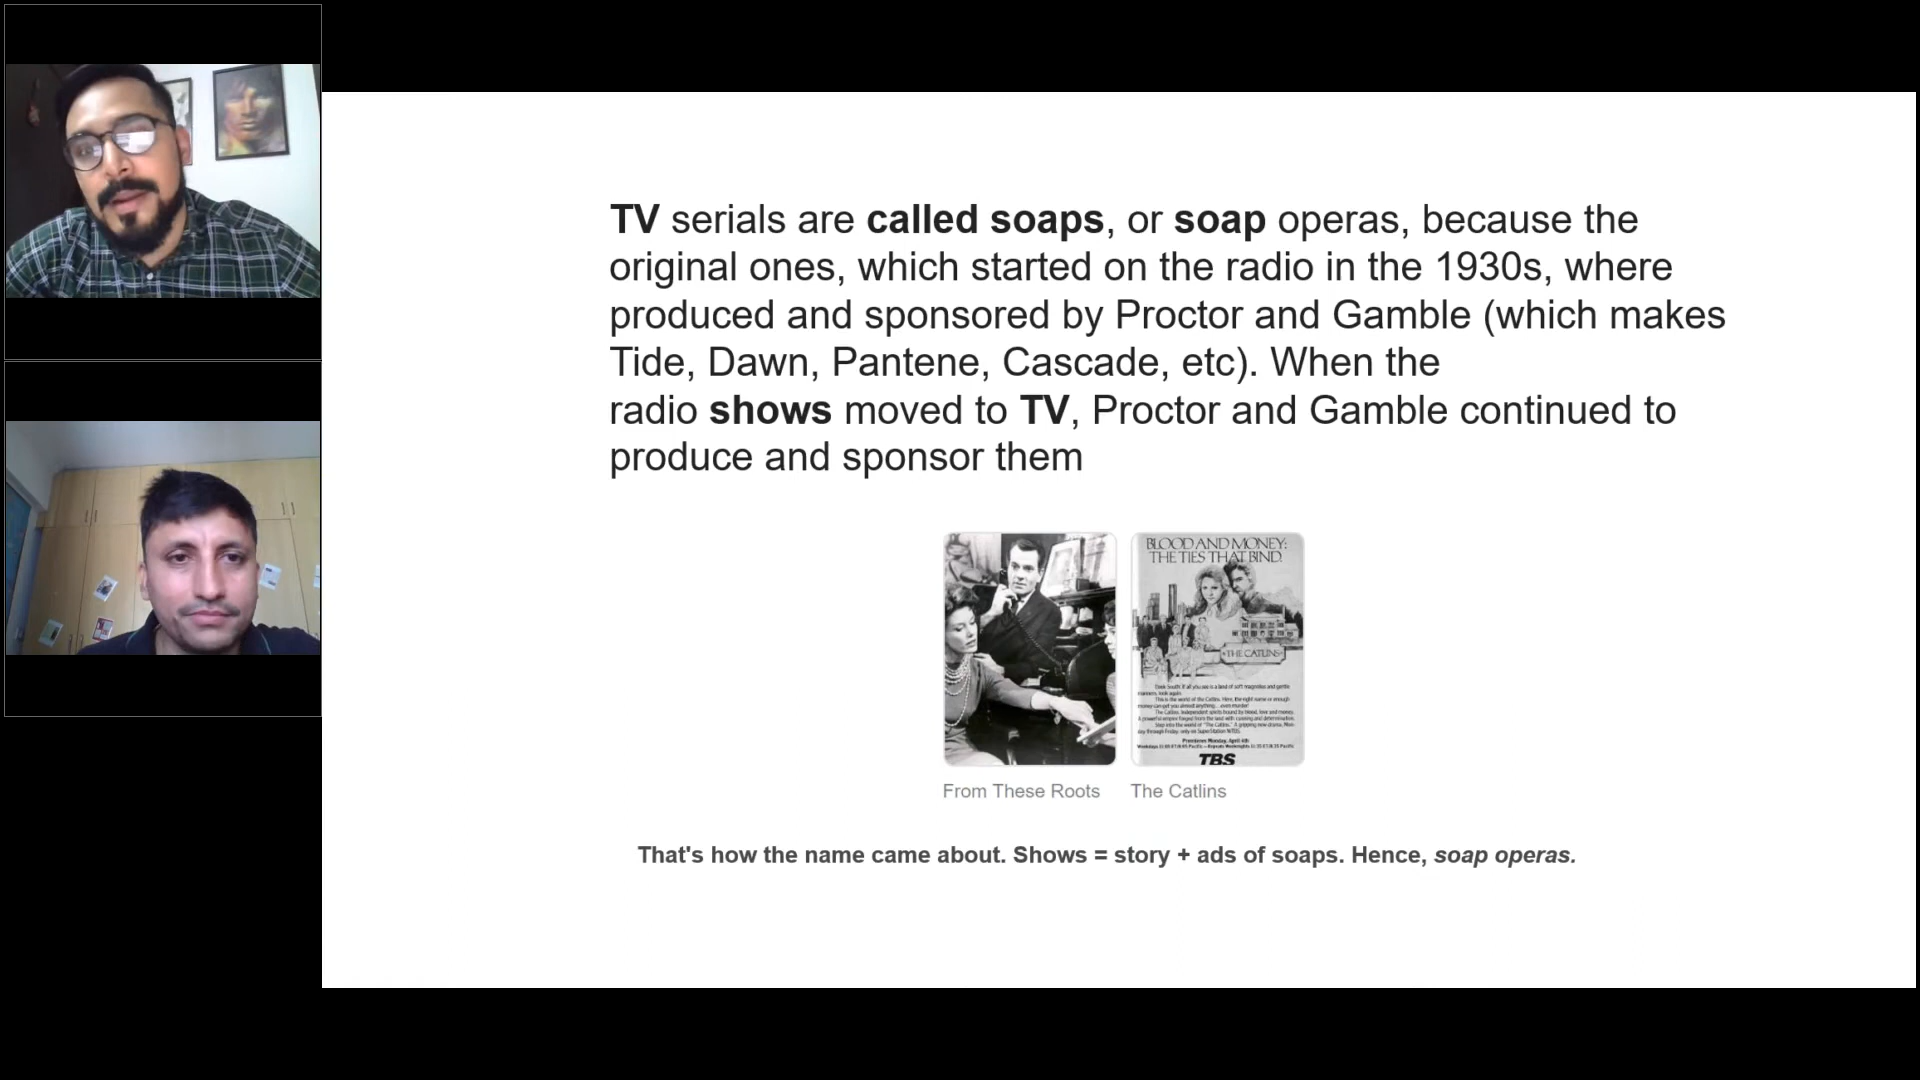 TV serials are called soaps, or soap operas, because the
original ones, which started on the radio in the 1930s, where
produced and sponsored by Proctor and Gamble (which makes
Tide, Dawn, Pantene, Cascade, etc). When the
radio shows moved to TV, Proctor and Gamble continued to
produce and sponsor them
BLOOD AND MONEY:
THE TIES THAT BIND.
THE CATLINS
Premieres Monday, April 4th
TBS
From These Roots
The Catlins
That's how the name came about. Shows = story + ads of soaps. Hence, soap operas.